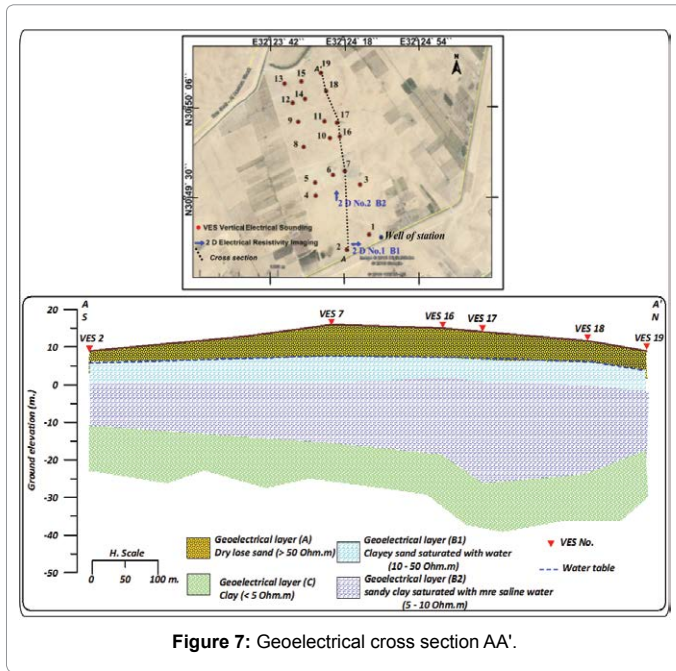 E32°23' 42'' E32°24' 18'' E32°24' 54''
N30°50' 06''
N30°49' 30''
A'
19
18
15
13
14
12
17
11
9
16
10
8
7
6
3
5
4
2 D No.2 B2
1
Well of station
2
2 D No.1 B1
A
VES Vertical Electrical Sounding
2 D Electrical Resistivity Imaging
Cross section
A
S
A'
N
VES 2
VES 7
VES 16
VES 17
VES 18
VES 19
Ground elevation (m.)
20
10
0
-10
-20
-30
-40
-50
H. Scale
0 50 100 m.
Geoelectrical layer (A)
Dry lose sand (> 50 Ohm.m)
Geoelectrical layer (B1)
Clayey sand saturated with water
(10 - 50 Ohm.m)
VES No.
Water table
Geoelectrical layer (C)
Clay (< 5 Ohm.m)
Geoelectrical layer (B2)
sandy clay saturated with mre saline water
(5 - 10 Ohm.m)
Figure 7: Geoelectrical cross section AA'.